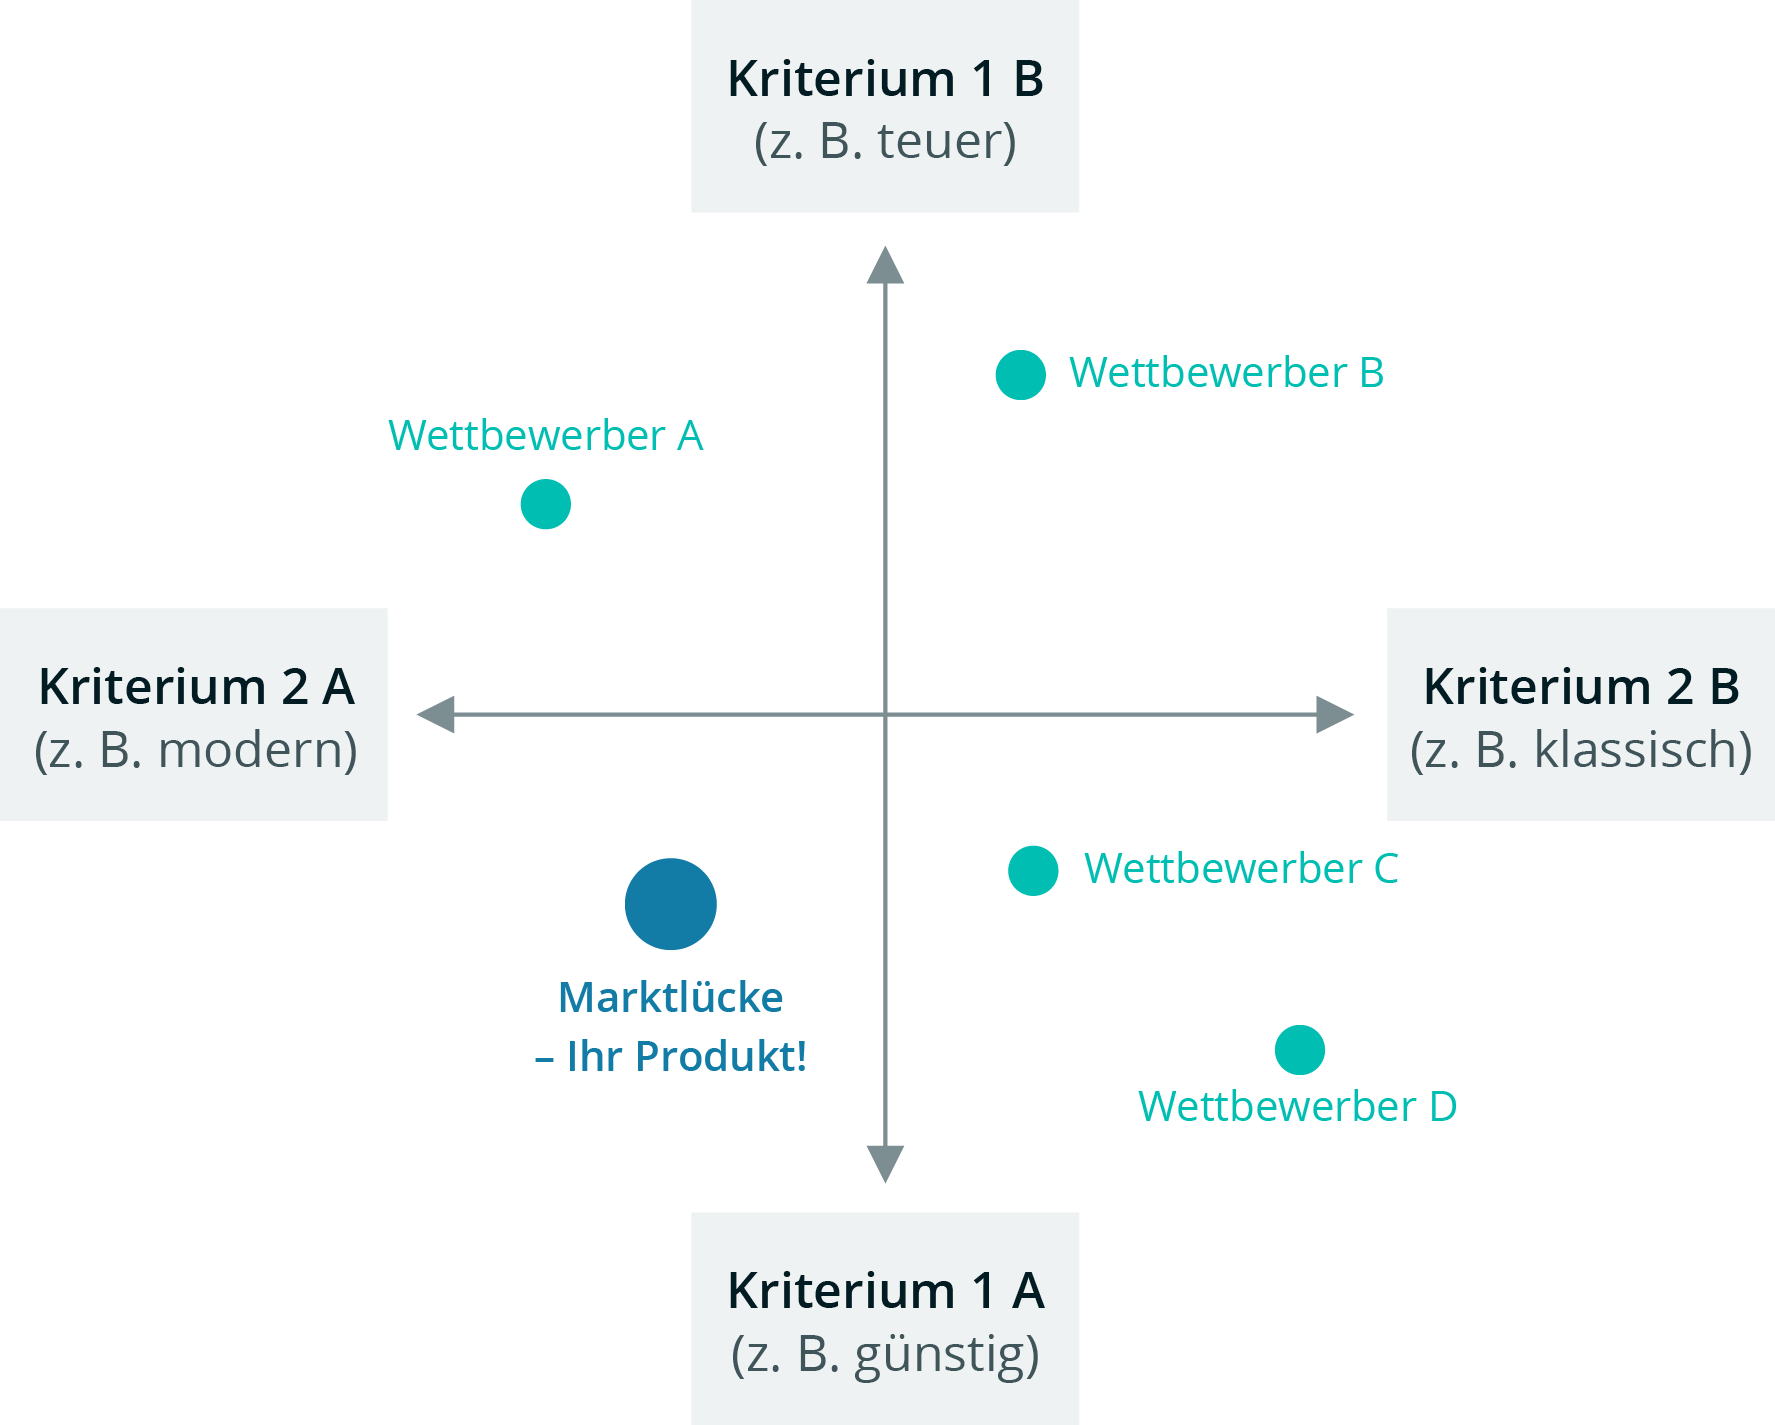 Kriterium 1 B
(z. B. teuer)
Wettbewerber B
Wettbewerber A
Kriterium 2 A
(z. B. modern)
Kriterium 2 B
(z. B. klassisch)
Wettbewerber C
Marktlücke
– Ihr Produkt!
Wettbewerber D
Kriterium 1 A
(z. B. günstig)